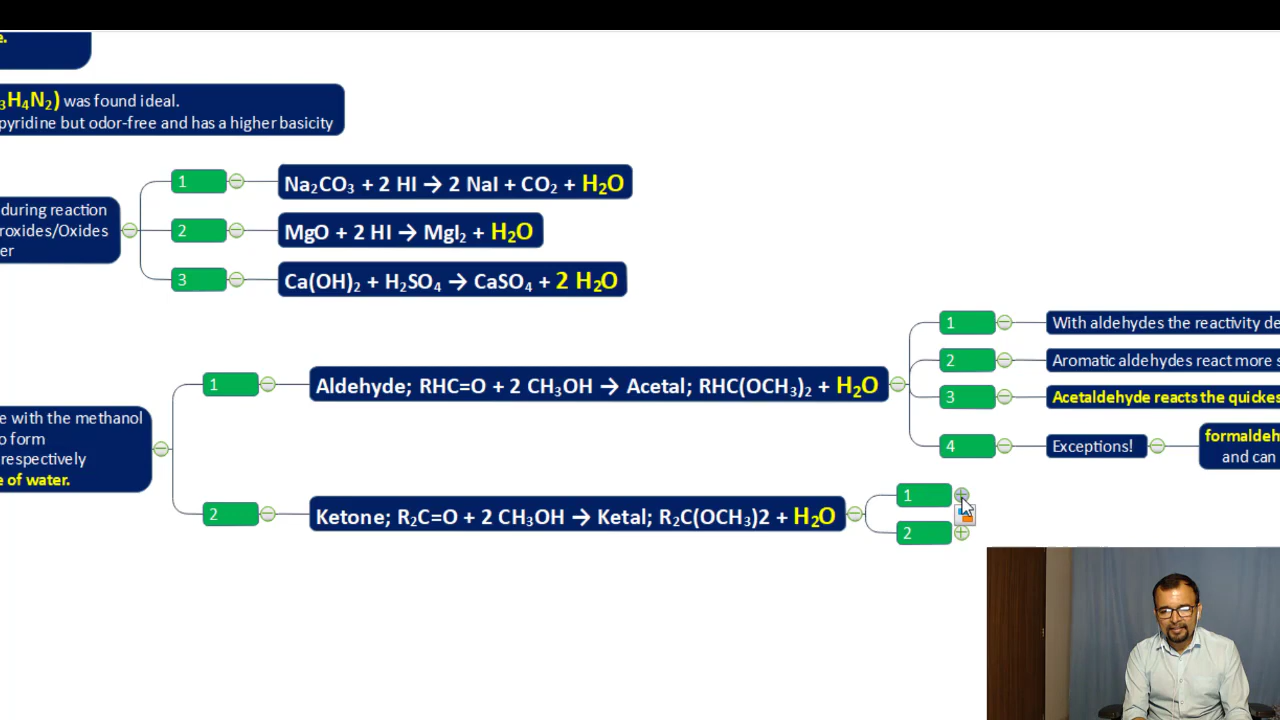 e.
₃H₄N₂) was found ideal.
pyridine but odor-free and has a higher basicity
during reaction
roxides/Oxides
er
1
Na₂CO₃ + 2 HI → 2 NaI + CO₂ + H₂O
2
MgO + 2 HI → MgI₂ + H₂O
3
Ca(OH)₂ + H₂SO₄ → CaSO₄ + 2 H₂O
e with the methanol
o form
respectively
e of water.
1
Aldehyde; RHC=O + 2 CH₃OH → Acetal; RHC(OCH₃)₂ + H₂O
1
With aldehydes the reactivity de
2
Aromatic aldehydes react more s
3
Acetaldehyde reacts the quickes
4
Exceptions!
formaldeh
and can
2
Ketone; R₂C=O + 2 CH₃OH → Ketal; R₂C(OCH₃)2 + H₂O
1
2